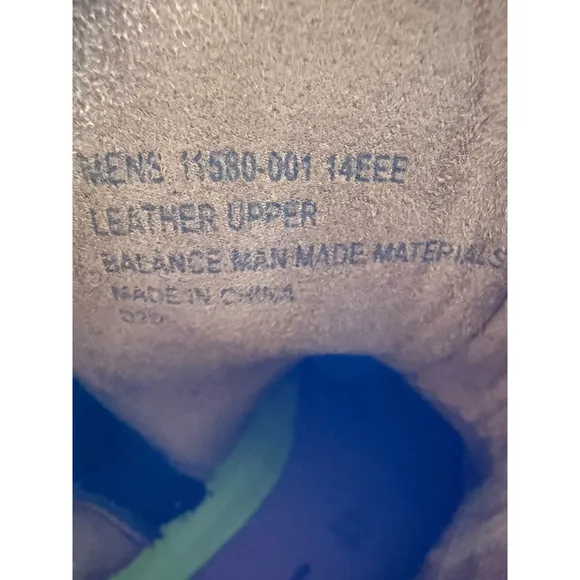 MENS 11580-001 14EEE
LEATHER UPPER
BALANCE MAN MADE MATERIALS
MADE IN CHINA